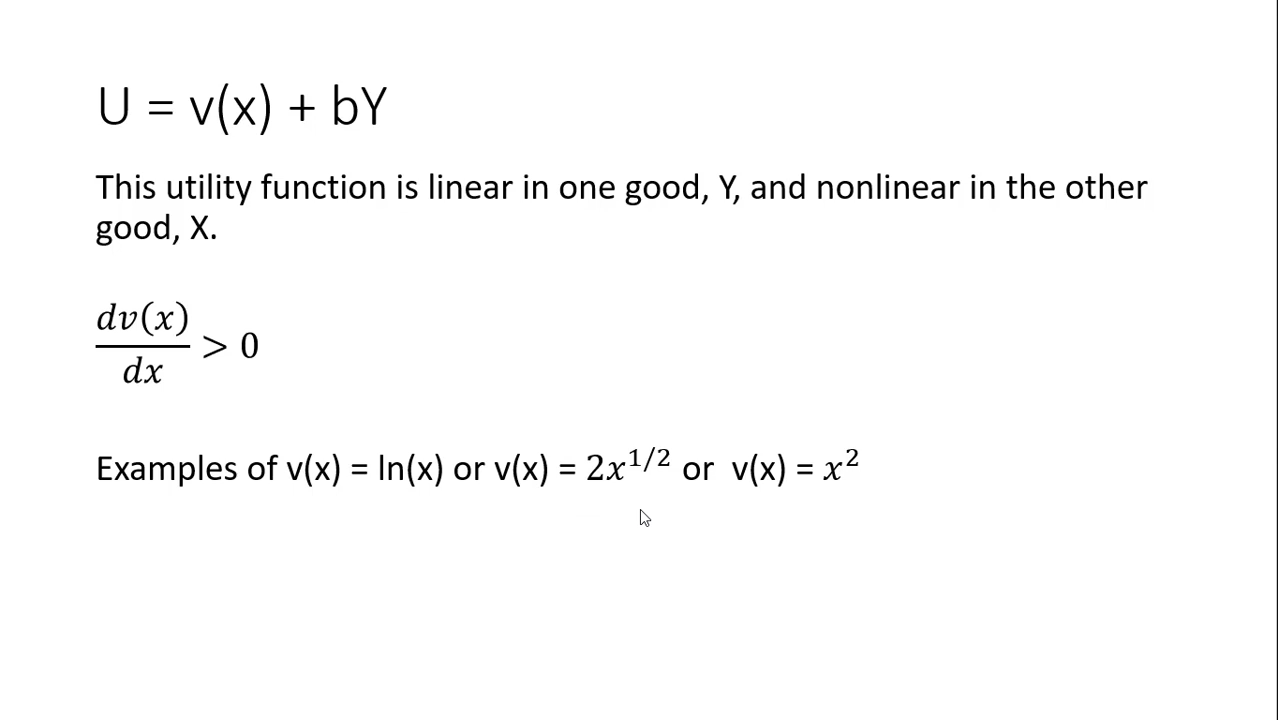 U = v(x) + bY
This utility function is linear in one good, Y, and nonlinear in the other
good, X.
𝑑𝑣(𝑥)/𝑑𝑥 > 0
Examples of v(x) = ln(x) or v(x) = 2𝑥^{1/2} or v(x) = 𝑥²